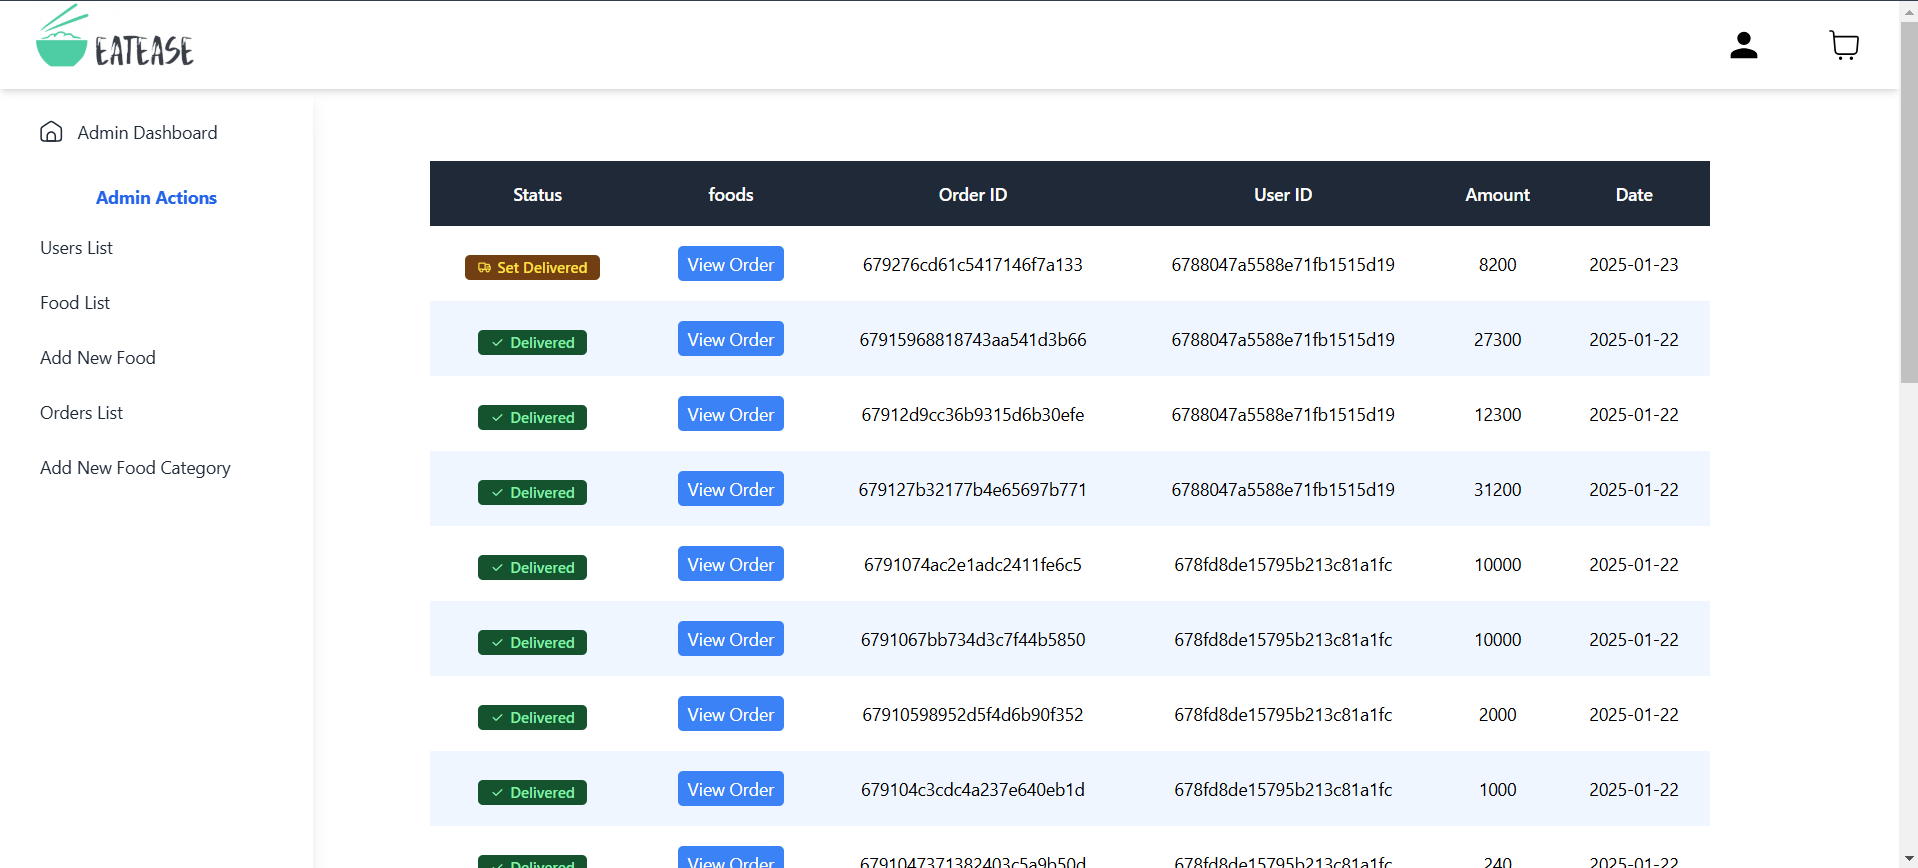 EATEASE
Admin Dashboard
Admin Actions
Users List
Food List
Add New Food
Orders List
Add New Food Category
Status foods Order ID User ID Amount Date
Set Delivered View Order 679276cd61c5417146f7a133 6788047a5588e71fb1515d19 8200 2025-01-23
Delivered View Order 67915968818743aa541d3b66 6788047a5588e71fb1515d19 27300 2025-01-22
Delivered View Order 67912d9cc36b9315d6b30efe 6788047a5588e71fb1515d19 12300 2025-01-22
Delivered View Order 679127b32177b4e65697b771 6788047a5588e71fb1515d19 31200 2025-01-22
Delivered View Order 6791074ac2e1adc2411fe6c5 678fd8de15795b213c81a1fc 10000 2025-01-22
Delivered View Order 6791067bb734d3c7f44b5850 678fd8de15795b213c81a1fc 10000 2025-01-22
Delivered View Order 67910598952d5f4d6b90f352 678fd8de15795b213c81a1fc 2000 2025-01-22
Delivered View Order 679104c3cdc4a237e640eb1d 678fd8de15795b213c81a1fc 1000 2025-01-22
Delivered View Order 6791047371382403c5a9b50d 678fd8de15795b213c81a1fc 240 2025-01-22